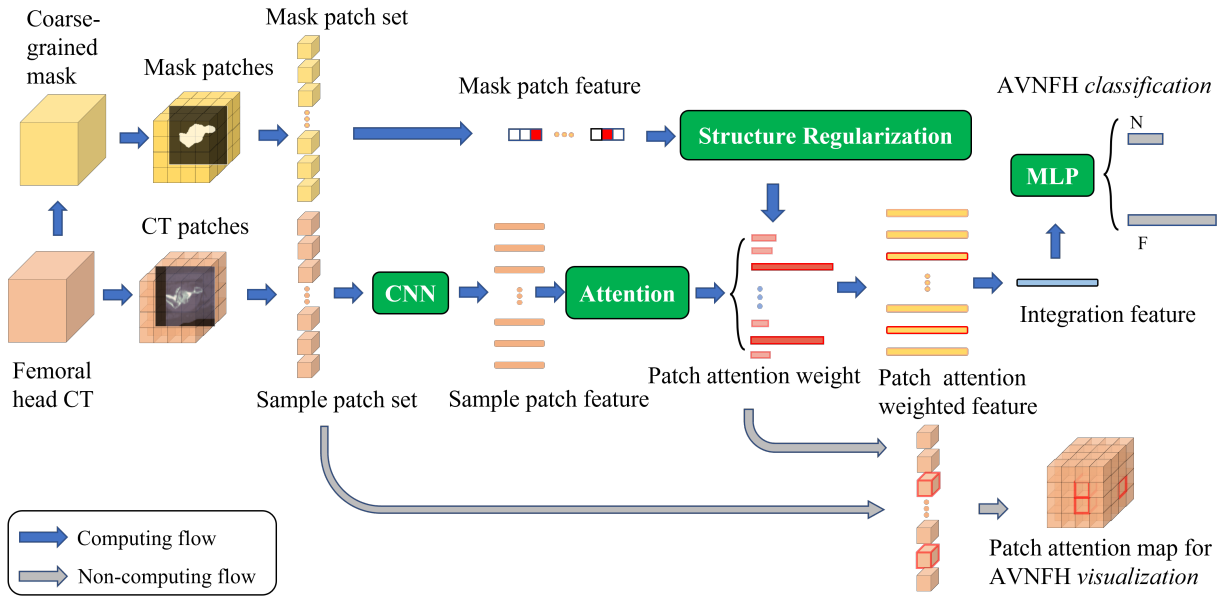 Coarse-
grained
mask
Mask patch set
Mask patches
Mask patch feature
Structure Regularization
AVNFH classification
N
MLP
F
CT patches
CNN
Attention
Integration feature
Femoral
head CT
Sample patch set
Sample patch feature
Patch attention weight
Patch attention
weighted feature
Computing flow
Non-computing flow
Patch attention map for
AVNFH visualization